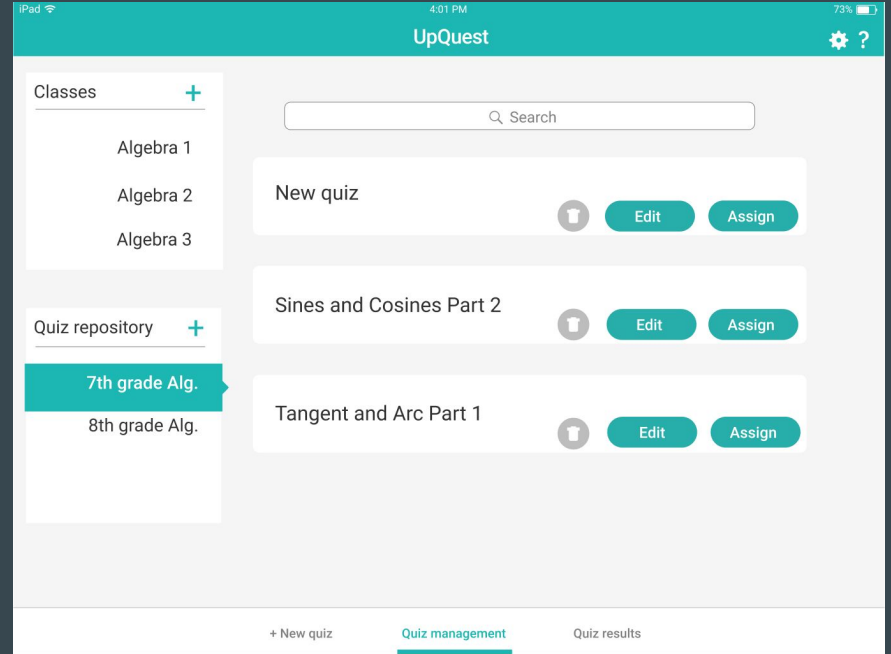 iPad 4:01 PM 73%
UpQuest
?
Classes +
Algebra 1
Algebra 2
Algebra 3
Quiz repository +
7th grade Alg.
8th grade Alg.
Search
New quiz
Edit Assign
Sines and Cosines Part 2
Edit Assign
Tangent and Arc Part 1
Edit Assign
+ New quiz Quiz management Quiz results